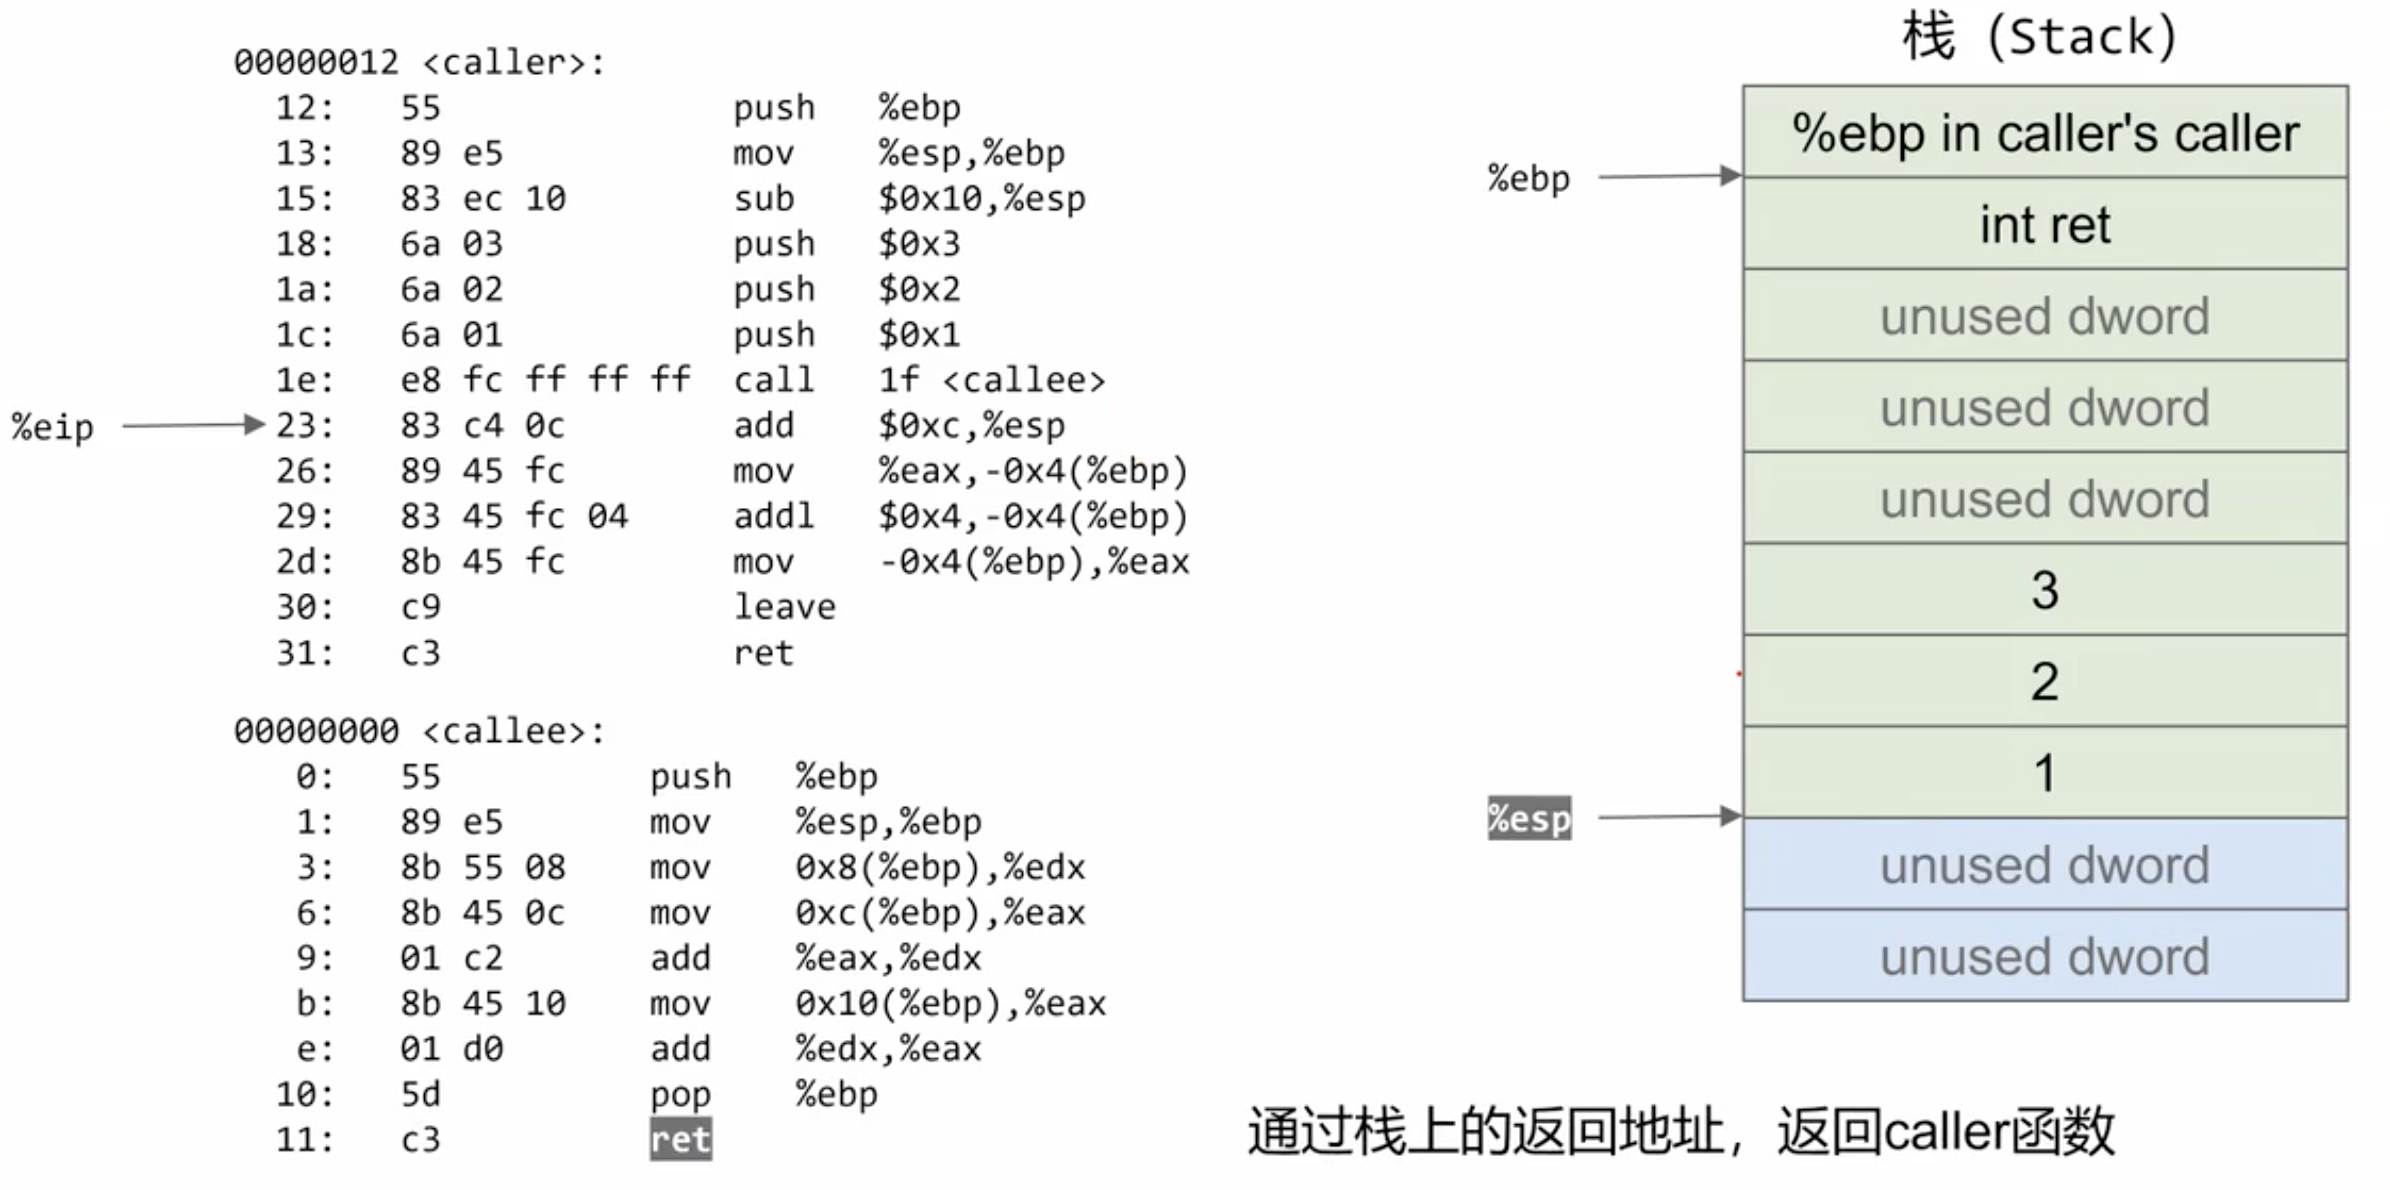 00000012 <caller>:
12: 55 push %ebp
13: 89 e5 mov %esp,%ebp
15: 83 ec 10 sub $0x10,%esp
18: 6a 03 push $0x3
1a: 6a 02 push $0x2
1c: 6a 01 push $0x1
1e: e8 fc ff ff ff call 1f <callee>
%eip
23: 83 c4 0c add $0xc,%esp
26: 89 45 fc mov %eax,-0x4(%ebp)
29: 83 45 fc 04 addl $0x4,-0x4(%ebp)
2d: 8b 45 fc mov -0x4(%ebp),%eax
30: c9 leave
31: c3 ret
00000000 <callee>:
0: 55 push %ebp
1: 89 e5 mov %esp,%ebp
3: 8b 55 08 mov 0x8(%ebp),%edx
6: 8b 45 0c mov 0xc(%ebp),%eax
9: 01 c2 add %eax,%edx
b: 8b 45 10 mov 0x10(%ebp),%eax
e: 01 d0 add %edx,%eax
10: 5d pop %ebp
11: c3 ret
栈（Stack）
%ebp in caller's caller
%ebp
int ret
unused dword
unused dword
unused dword
3
2
1
%esp
unused dword
unused dword
通过栈上的返回地址，返回caller函数